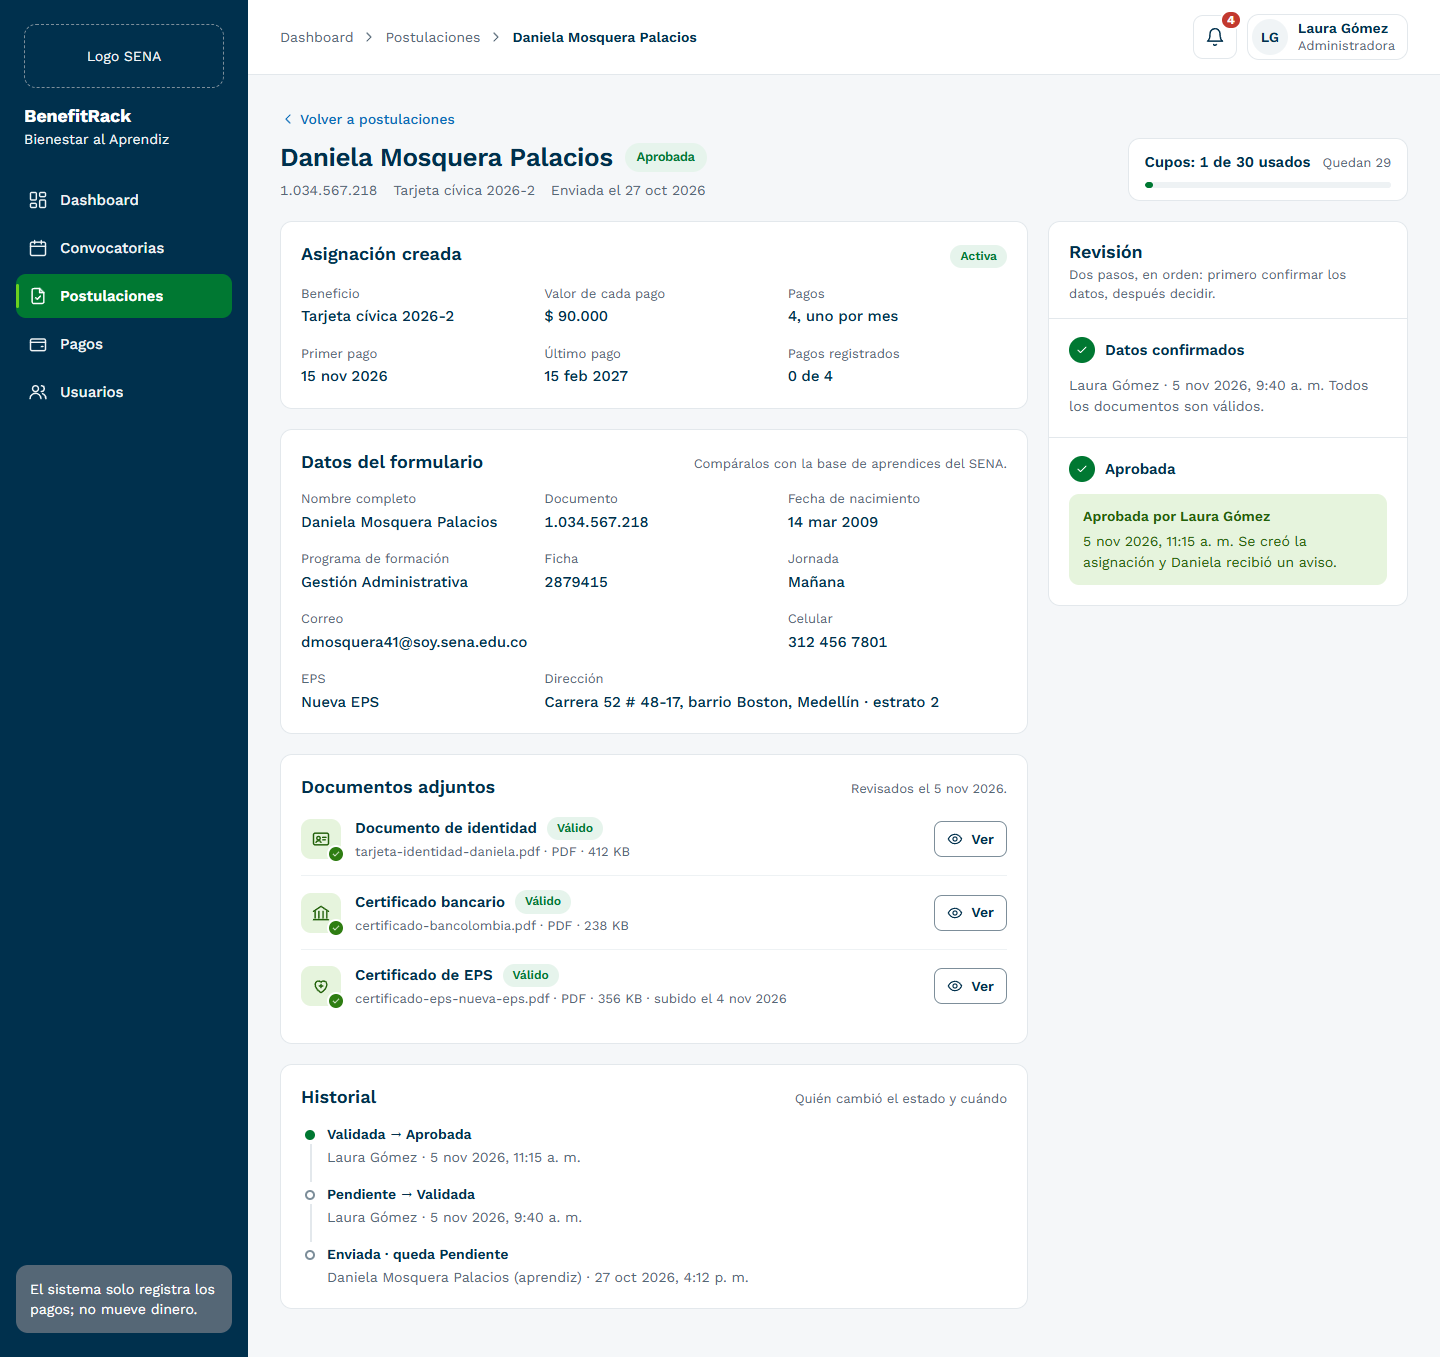 Logo SENA
BenefitRack
Bienestar al Aprendiz
Dashboard
Convocatorias
Postulaciones
Pagos
Usuarios
El sistema solo registra los
pagos; no mueve dinero.
Dashboard > Postulaciones > Daniela Mosquera Palacios
4
LG
Laura Gómez
Administradora
Volver a postulaciones
Daniela Mosquera Palacios Aprobada
1.034.567.218 Tarjeta cívica 2026-2 Enviada el 27 oct 2026
Cupos: 1 de 30 usados Quedan 29
Asignación creada Activa
Beneficio Valor de cada pago Pagos
Tarjeta cívica 2026-2 $ 90.000 4, uno por mes
Primer pago Último pago Pagos registrados
15 nov 2026 15 feb 2027 0 de 4
Datos del formulario Compáralos con la base de aprendices del SENA.
Nombre completo Documento Fecha de nacimiento
Daniela Mosquera Palacios 1.034.567.218 14 mar 2009
Programa de formación Ficha Jornada
Gestión Administrativa 2879415 Mañana
Correo Celular
dmosquera41@soy.sena.edu.co 312 456 7801
EPS Dirección
Nueva EPS Carrera 52 # 48-17, barrio Boston, Medellín · estrato 2
Documentos adjuntos Revisados el 5 nov 2026.
Documento de identidad Válido
tarjeta-identidad-daniela.pdf · PDF · 412 KB
Ver
Certificado bancario Válido
certificado-bancolombia.pdf · PDF · 238 KB
Ver
Certificado de EPS Válido
certificado-eps-nueva-eps.pdf · PDF · 356 KB · subido el 4 nov 2026
Ver
Historial Quién cambió el estado y cuándo
Validada → Aprobada
Laura Gómez · 5 nov 2026, 11:15 a. m.
Pendiente → Validada
Laura Gómez · 5 nov 2026, 9:40 a. m.
Enviada · queda Pendiente
Daniela Mosquera Palacios (aprendiz) · 27 oct 2026, 4:12 p. m.
Revisión
Dos pasos, en orden: primero confirmar los
datos, después decidir.
Datos confirmados
Laura Gómez · 5 nov 2026, 9:40 a. m. Todos
los documentos son válidos.
Aprobada
Aprobada por Laura Gómez
5 nov 2026, 11:15 a. m. Se creó la
asignación y Daniela recibió un aviso.